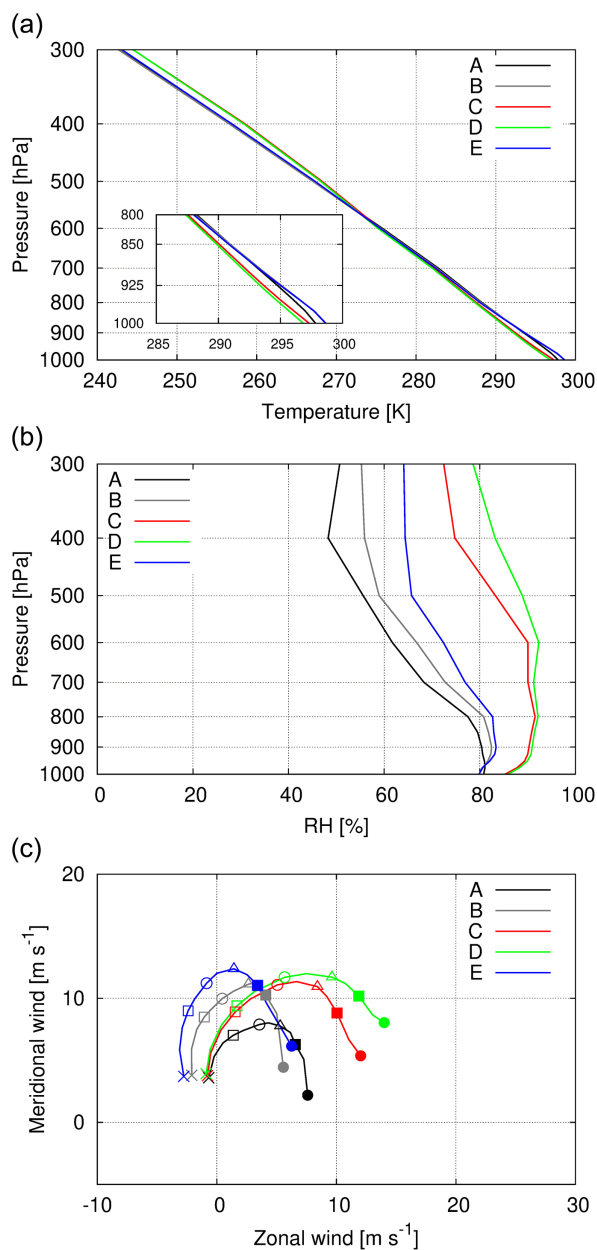 (a)
300
400
500
600
700
800
900
1000
Pressure [hPa]
A
B
C
D
E
800
850
925
1000
285
290
295
300
240
250
260
270
280
290
300
Temperature [K]
(b)
300
400
500
600
700
800
900
1000
Pressure [hPa]
A
B
C
D
E
0
20
40
60
80
100
RH [%]
(c)
20
10
0
Meridional wind [m s-1]
A
B
C
D
E
-10
0
10
20
30
Zonal wind [m s-1]